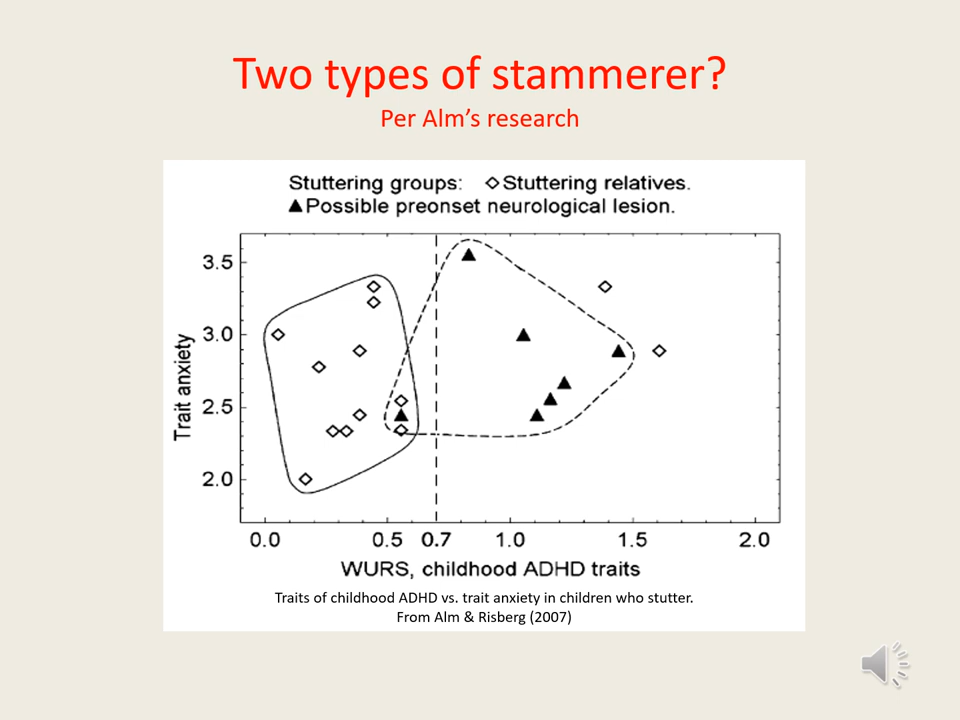 Two types of stammerer?
Per Alm’s research
Stuttering groups: ◇Stuttering relatives.
▲Possible preonset neurological lesion.
3.5
3.0
2.5
2.0
Trait anxiety
0.0 0.5 0.7 1.0 1.5 2.0
WURS, childhood ADHD traits
Traits of childhood ADHD vs. trait anxiety in children who stutter.
From Alm & Risberg (2007)